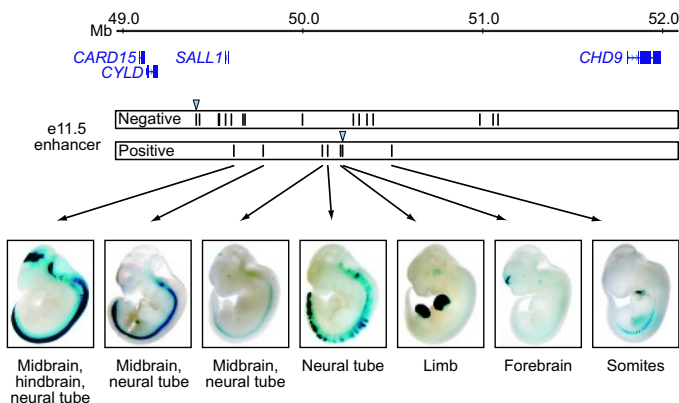 49.0 50.0 51.0 52.0
Mb
CARD15 SALL1 CHD9
CYLD
e11.5
enhancer
Negative
Positive
Midbrain,
hindbrain,
neural tube
Midbrain,
neural tube
Midbrain,
neural tube
Neural tube
Limb
Forebrain
Somites